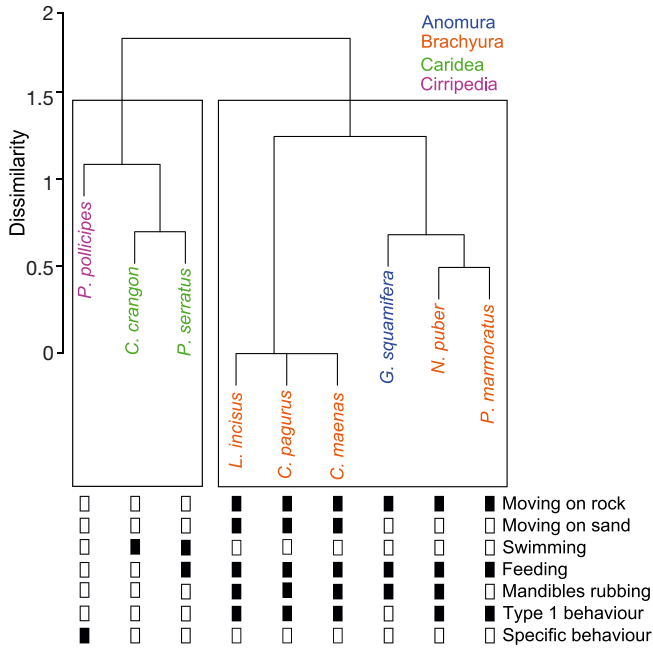 2
1.5
1
0.5
0
Dissimilarity
Anomura
Brachyura
Caridea
Cirripedia
P. pollicipes
C. crangon
P. serratus
L. incisus
C. pagurus
C. maenas
G. squamifera
N. puber
P. marmoratus
Moving on rock
Moving on sand
Swimming
Feeding
Mandibles rubbing
Type 1 behaviour
Specific behaviour